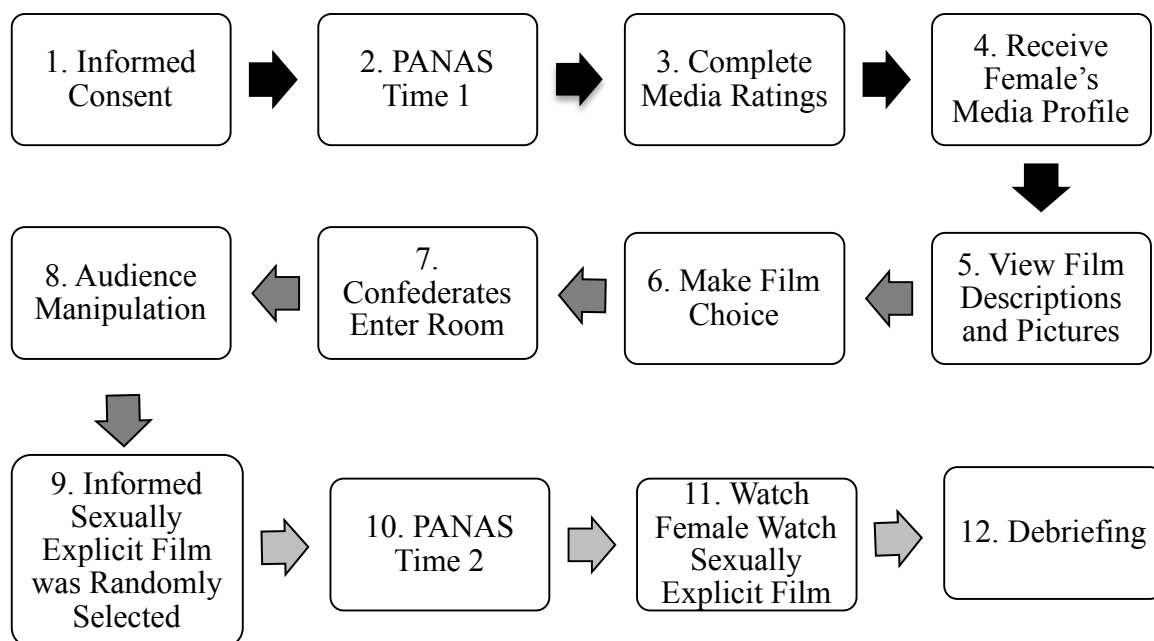 1. Informed
Consent
2. PANAS
Time 1
3. Complete
Media Ratings
4. Receive
Female’s
Media Profile
5. View Film
Descriptions
and Pictures
6. Make Film
Choice
7.
Confederates
Enter Room
8. Audience
Manipulation
9. Informed
Sexually
Explicit Film
was Randomly
Selected
10. PANAS
Time 2
11. Watch
Female Watch
Sexually
Explicit Film
12. Debriefing